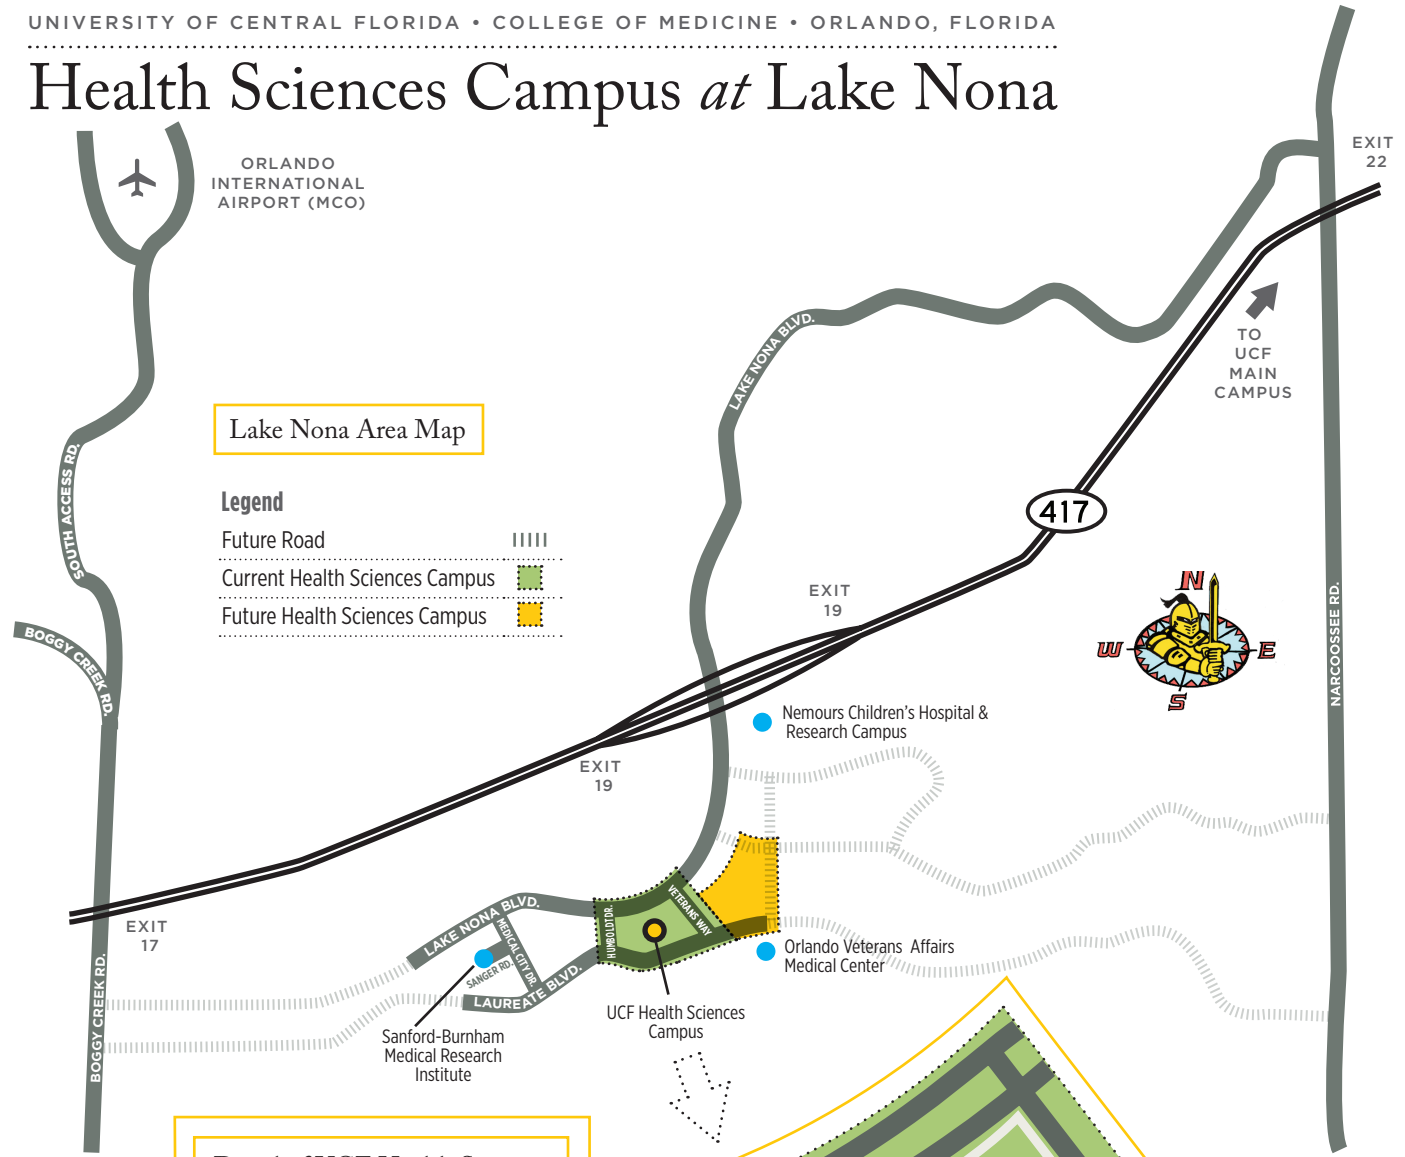 UNIVERSITY OF CENTRAL FLORIDA • COLLEGE OF MEDICINE • ORLANDO, FLORIDA
Health Sciences Campus at Lake Nona
ORLANDO
INTERNATIONAL
AIRPORT (MCO)
EXIT
22
TO
UCF
MAIN
CAMPUS
LAKE NONA BLVD.
Lake Nona Area Map
Legend
Future Road
Current Health Sciences Campus
Future Health Sciences Campus
SOUTH ACCESS RD.
BOGGY CREEK RD.
417
EXIT
19
N
W
E
S
NARCOOSSEE RD.
Nemours Children's Hospital &
Research Campus
EXIT
19
EXIT
17
LAKE NONA BLVD.
MEDICAL CITY DR.
SANGER RD.
LAUREATE BLVD.
HUMBOLDT DR.
VETERANS WAY
Orlando Veterans Affairs
Medical Center
UCF Health Sciences
Campus
Sanford-Burnham
Medical Research
Institute
BOGGY CREEK RD.